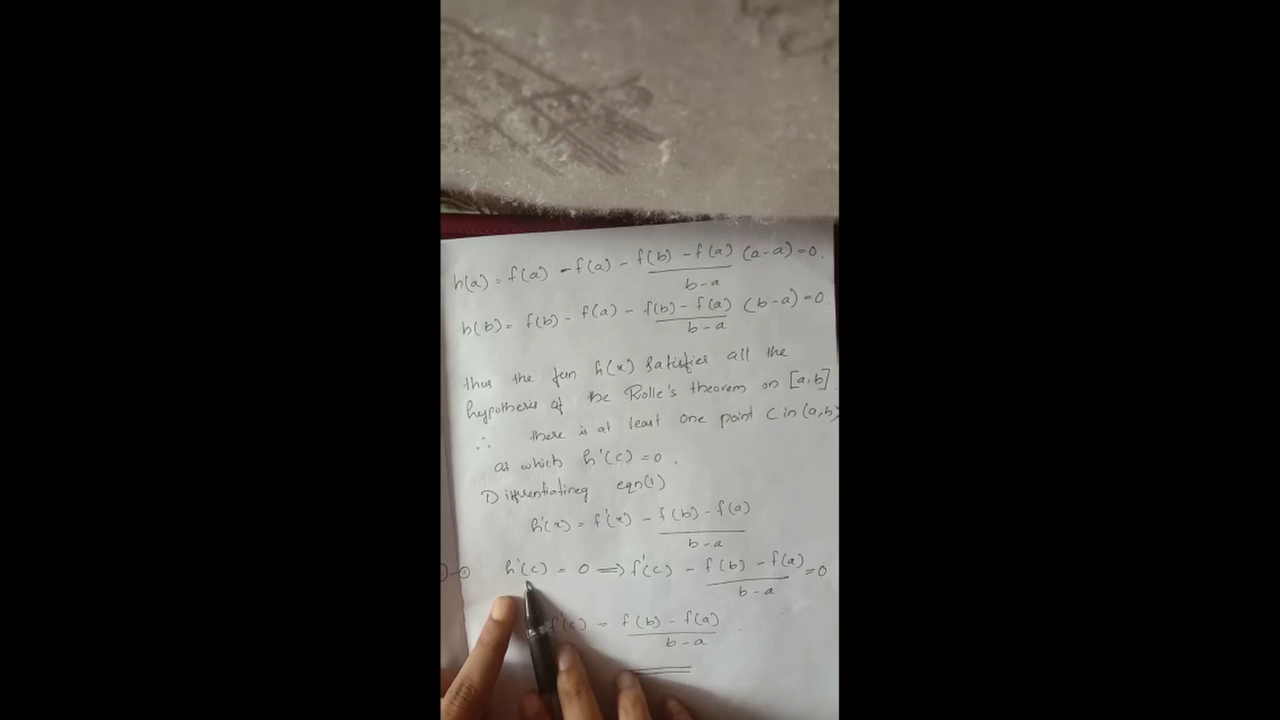 h(a) = f(a) - f(a) - f(b) - f(a) / b-a (a-a) = 0.
h(b) = f(b) - f(a) - f(b) - f(a) / b-a (b-a) = 0.
thus the fun h(x) satisfies all the
hypothesis of the Rolle's theorem on [a,b]
∴ there is at least one point C in (a,b)
at which h'(c) = 0.
Differentiating eqn(1)
h'(x) = f'(x) - f(b) - f(a) / b-a
h'(c) = 0 ⟹ f'(c) - f(b) - f(a) / b-a = 0
f'(c) = f(b) - f(a) / b-a